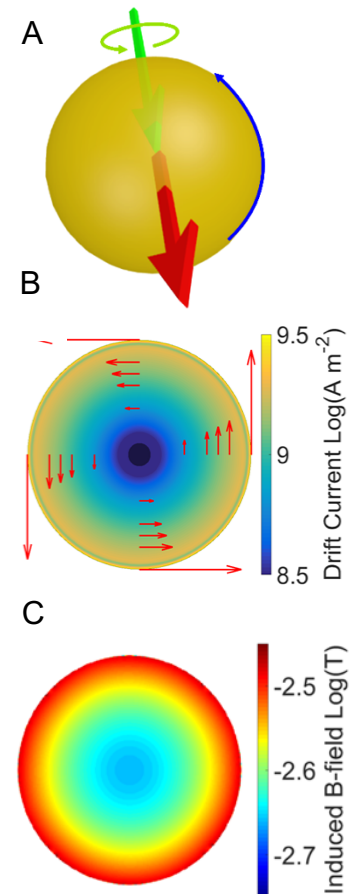 A
B
9.5
9
8.5
Drift Current Log(A m⁻²)
C
-2.5
-2.6
-2.7
Induced B-field Log(T)